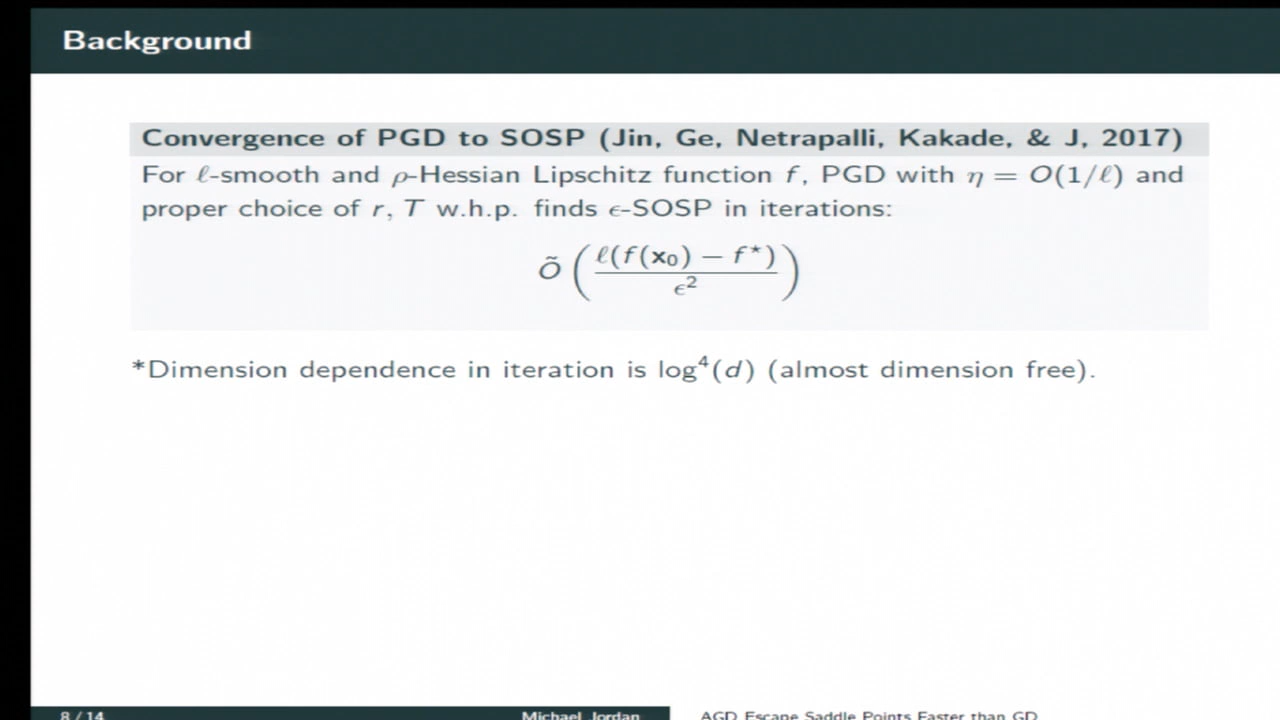 Background
Convergence of PGD to SOSP (Jin, Ge, Netrapalli, Kakade, & J, 2017)
For ℓ-smooth and ρ-Hessian Lipschitz function f, PGD with η = O(1/ℓ) and
proper choice of r, T w.h.p. finds ϵ-SOSP in iterations:
Õ ( ℓ(f(x₀) − f⋆) / ϵ² )
*Dimension dependence in iteration is log⁴(d) (almost dimension free).
8 / 14 Michael Jordan AGD Escape Saddle Points Faster than GD